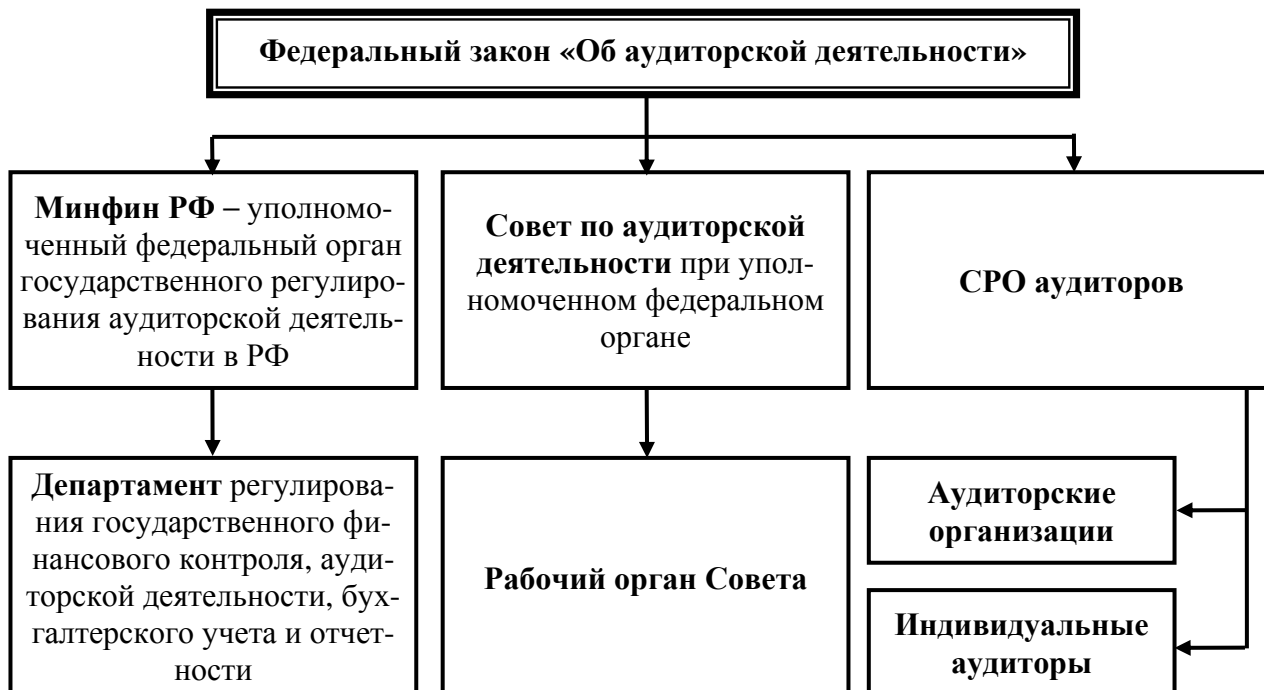 Федеральный закон «Об аудиторской деятельности»
Минфин РФ – уполномо-
ченный федеральный орган
государственного регулиро-
вания аудиторской деятель-
ности в РФ
Совет по аудиторской
деятельности при упол-
номоченном федеральном
органе
СРО аудиторов
Департамент регулирова-
ния государственного фи-
нансового контроля, ауди-
торской деятельности, бух-
галтерского учета и отчет-
ности
Рабочий орган Совета
Аудиторские
организации
Индивидуальные
аудиторы